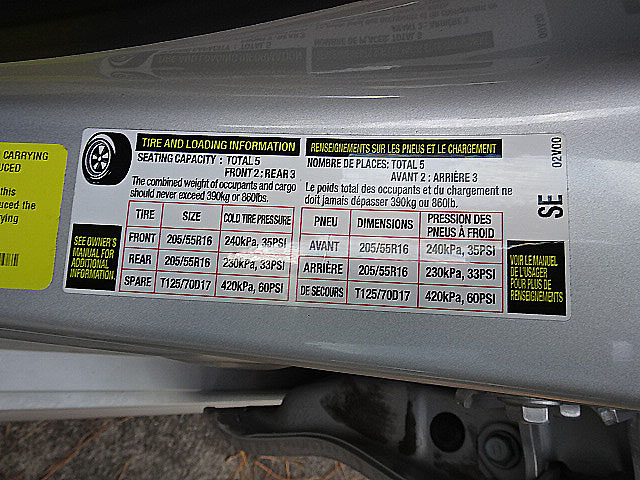 CARRYING
UCED
this
uced the
rying
TIRE AND LOADING INFORMATION
SEATING CAPACITY : TOTAL 5
FRONT 2 : REAR 3
The combined weight of occupants and cargo
should never exceed 390kg or 860lbs.
TIRE SIZE COLD TIRE PRESSURE
FRONT 205/55R16 240kPa, 35PSI
REAR 205/55R16 230kPa, 33PSI
SPARE T125/70D17 420kPa, 60PSI
SEE OWNER'S
MANUAL FOR
ADDITIONAL
INFORMATION.
RENSEIGNEMENTS SUR LES PNEUS ET LE CHARGEMENT
NOMBRE DE PLACES: TOTAL 5
AVANT 2 : ARRIÈRE 3
Le poids total des occupants et du chargement ne
doit jamais dépasser 390kg ou 860lb.
PNEU DIMENSIONS PRESSION DES
PNEUS À FROID
AVANT 205/55R16 240kPa, 35PSI
ARRIÈRE 205/55R16 230kPa, 33PSI
DE SECOURS T125/70D17 420kPa, 60PSI
VOIR LE MANUEL
DE L'USAGER
POUR PLUS DE
RENSEIGNEMENTS
02V00
SE